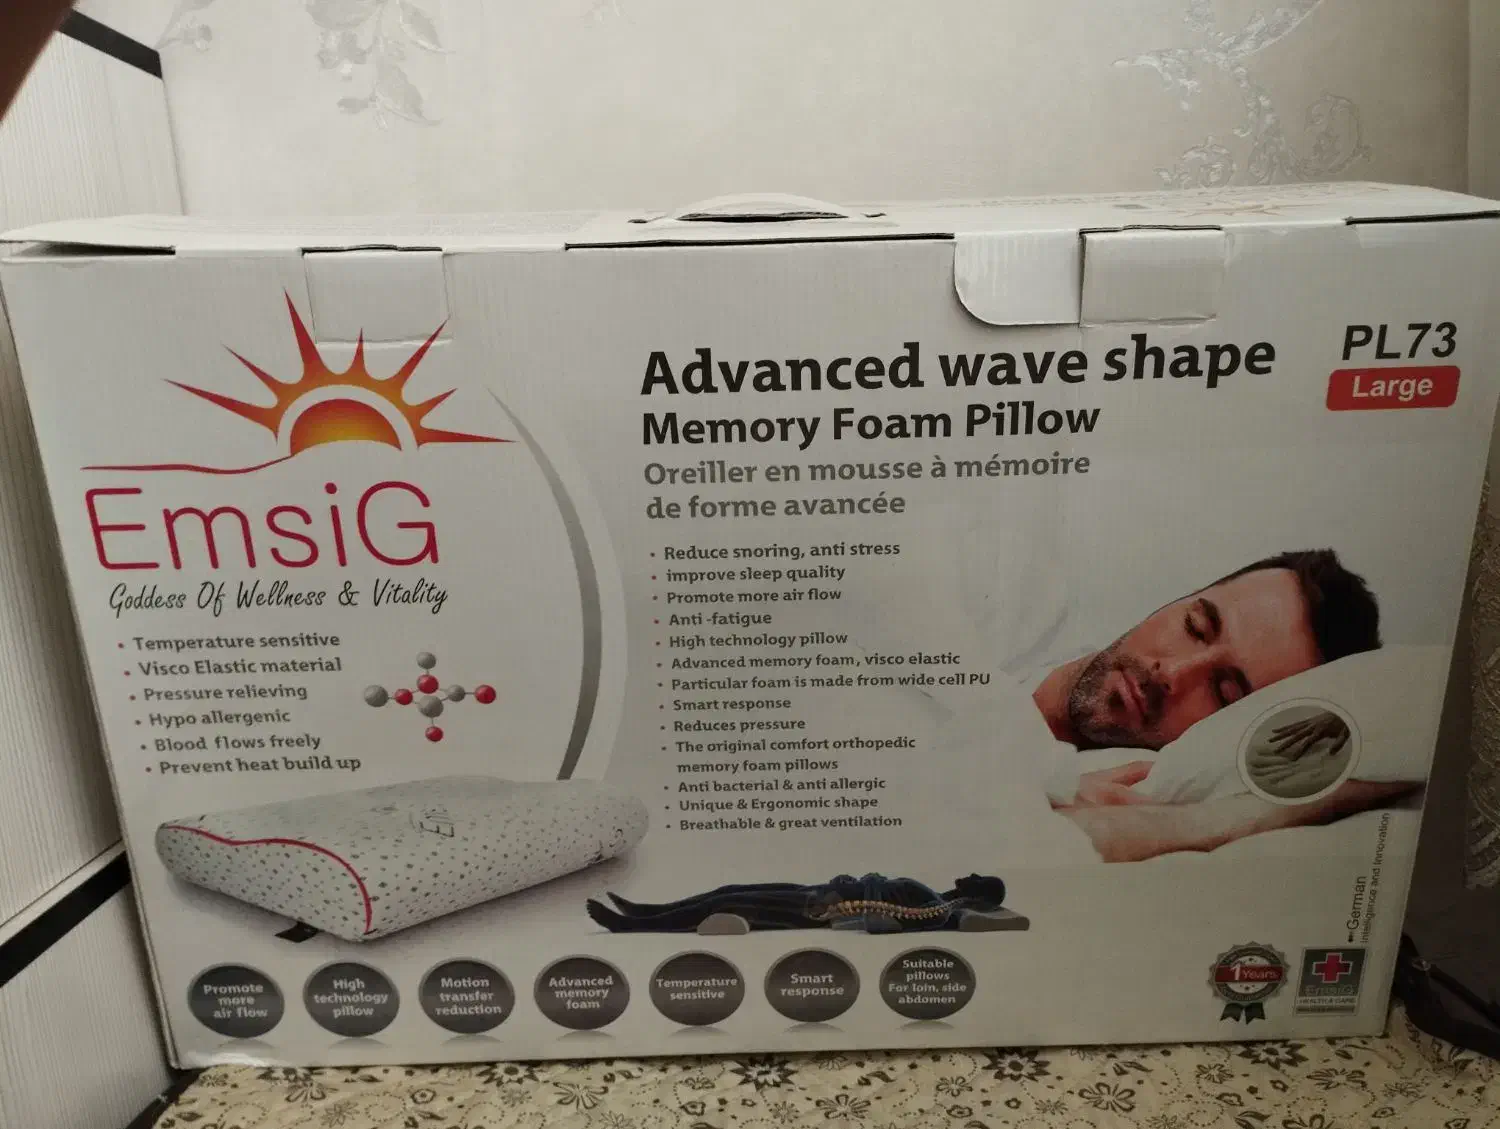 EmsiG
Goddess Of Wellness & Vitality
• Temperature sensitive
• Visco Elastic material
• Pressure relieving
• Hypo allergenic
• Blood flows freely
• Prevent heat build up
Advanced wave shape
Memory Foam Pillow
Oreiller en mousse à mémoire
de forme avancée
PL73
Large
• Reduce snoring, anti stress
• improve sleep quality
• Promote more air flow
• Anti -fatigue
• High technology pillow
• Advanced memory foam, visco elastic
• Particular foam is made from wide cell PU
• Smart response
• Reduces pressure
• The original comfort orthopedic
memory foam pillows
• Anti bacterial & anti allergic
• Unique & Ergonomic shape
• Breathable & great ventilation
Promote
more
air flow
High
technology
pillow
Motion
transfer
reduction
Advanced
memory
foam
Temperature
sensitive
Smart
response
Suitable
pillows
For loin, side
abdomen
German
Intelligence and Innovation
1 Years
EmsiG
HEALTH & CARE